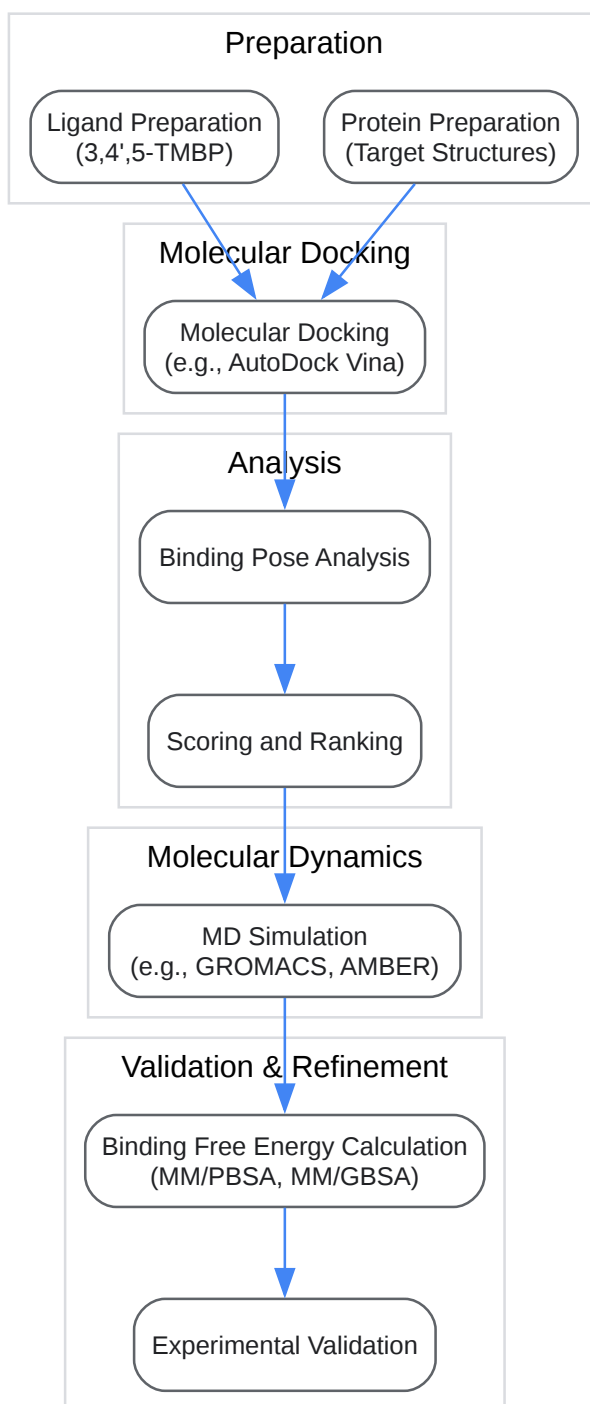 Preparation
Ligand Preparation
(3,4',5-TMBP)
Protein Preparation
(Target Structures)
Molecular Docking
Molecular Docking
(e.g., AutoDock Vina)
Analysis
Binding Pose Analysis
Scoring and Ranking
Molecular Dynamics
MD Simulation
(e.g., GROMACS, AMBER)
Validation & Refinement
Binding Free Energy Calculation
(MM/PBSA, MM/GBSA)
Experimental Validation